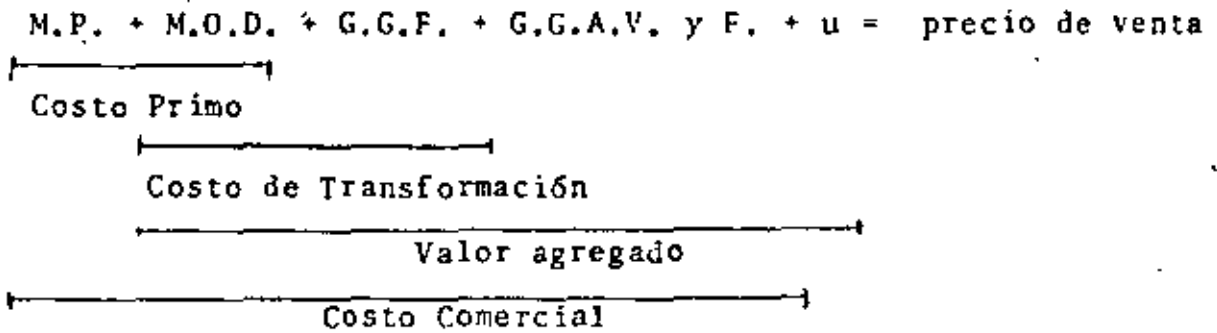 M.P. + M.O.D. + G.G.F. + G.G.A.V. y F. + u = precio de venta
Costo Primo
Costo de Transformación
Valor agregado
Costo Comercial